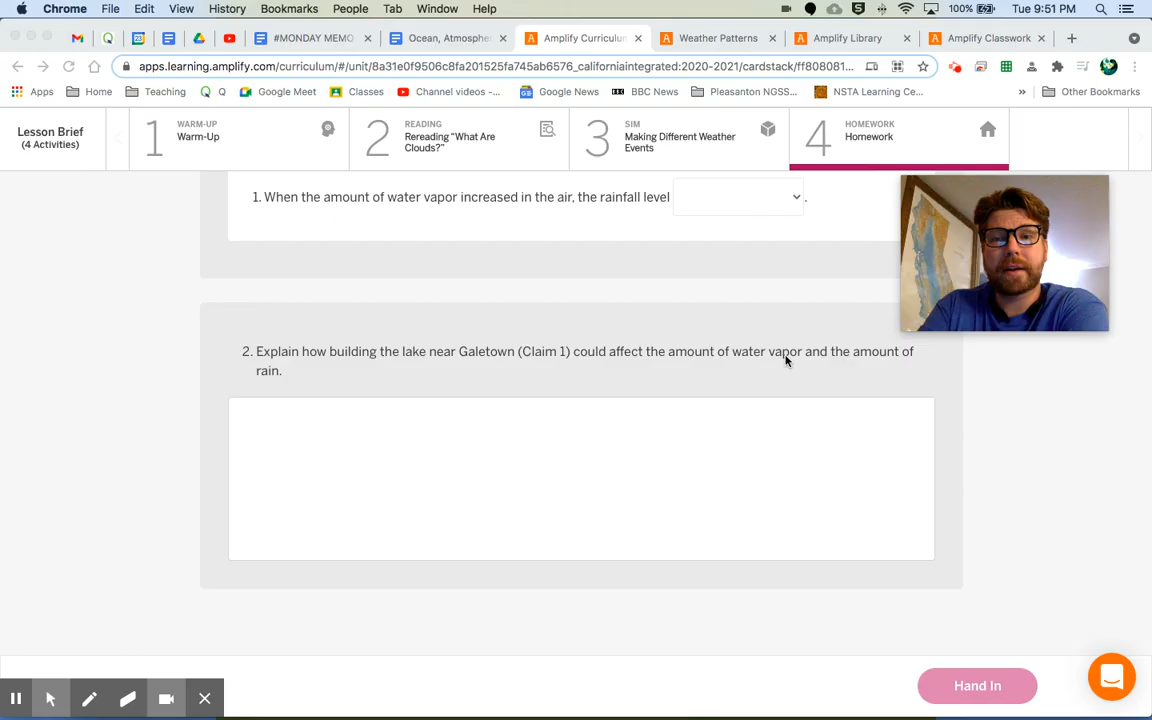 Chrome File Edit View History Bookmarks People Tab Window Help 100% Tue 9:51 PM
#MONDAY MEMO Ocean, Atmosphe Amplify Curriculu Weather Patterns Amplify Library Amplify Classwork
apps.learning.amplify.com/curriculum/#/unit/8a31e0f9506c8fa201525fa745ab6576_californiaintegrated:2020-2021/cardstack/ff808081...
Apps Home Teaching Q Google Meet Classes Channel videos -... Google News BBC News Pleasanton NGSS... NSTA Learning Ce... » Other Bookmarks
Lesson Brief
(4 Activities)
1
WARM-UP
Warm-Up
2
READING
Rereading “What Are
Clouds?”
3
SIM
Making Different Weather
Events
4
HOMEWORK
Homework
1. When the amount of water vapor increased in the air, the rainfall level .
2. Explain how building the lake near Galetown (Claim 1) could affect the amount of water vapor and the amount of
rain.
Hand In